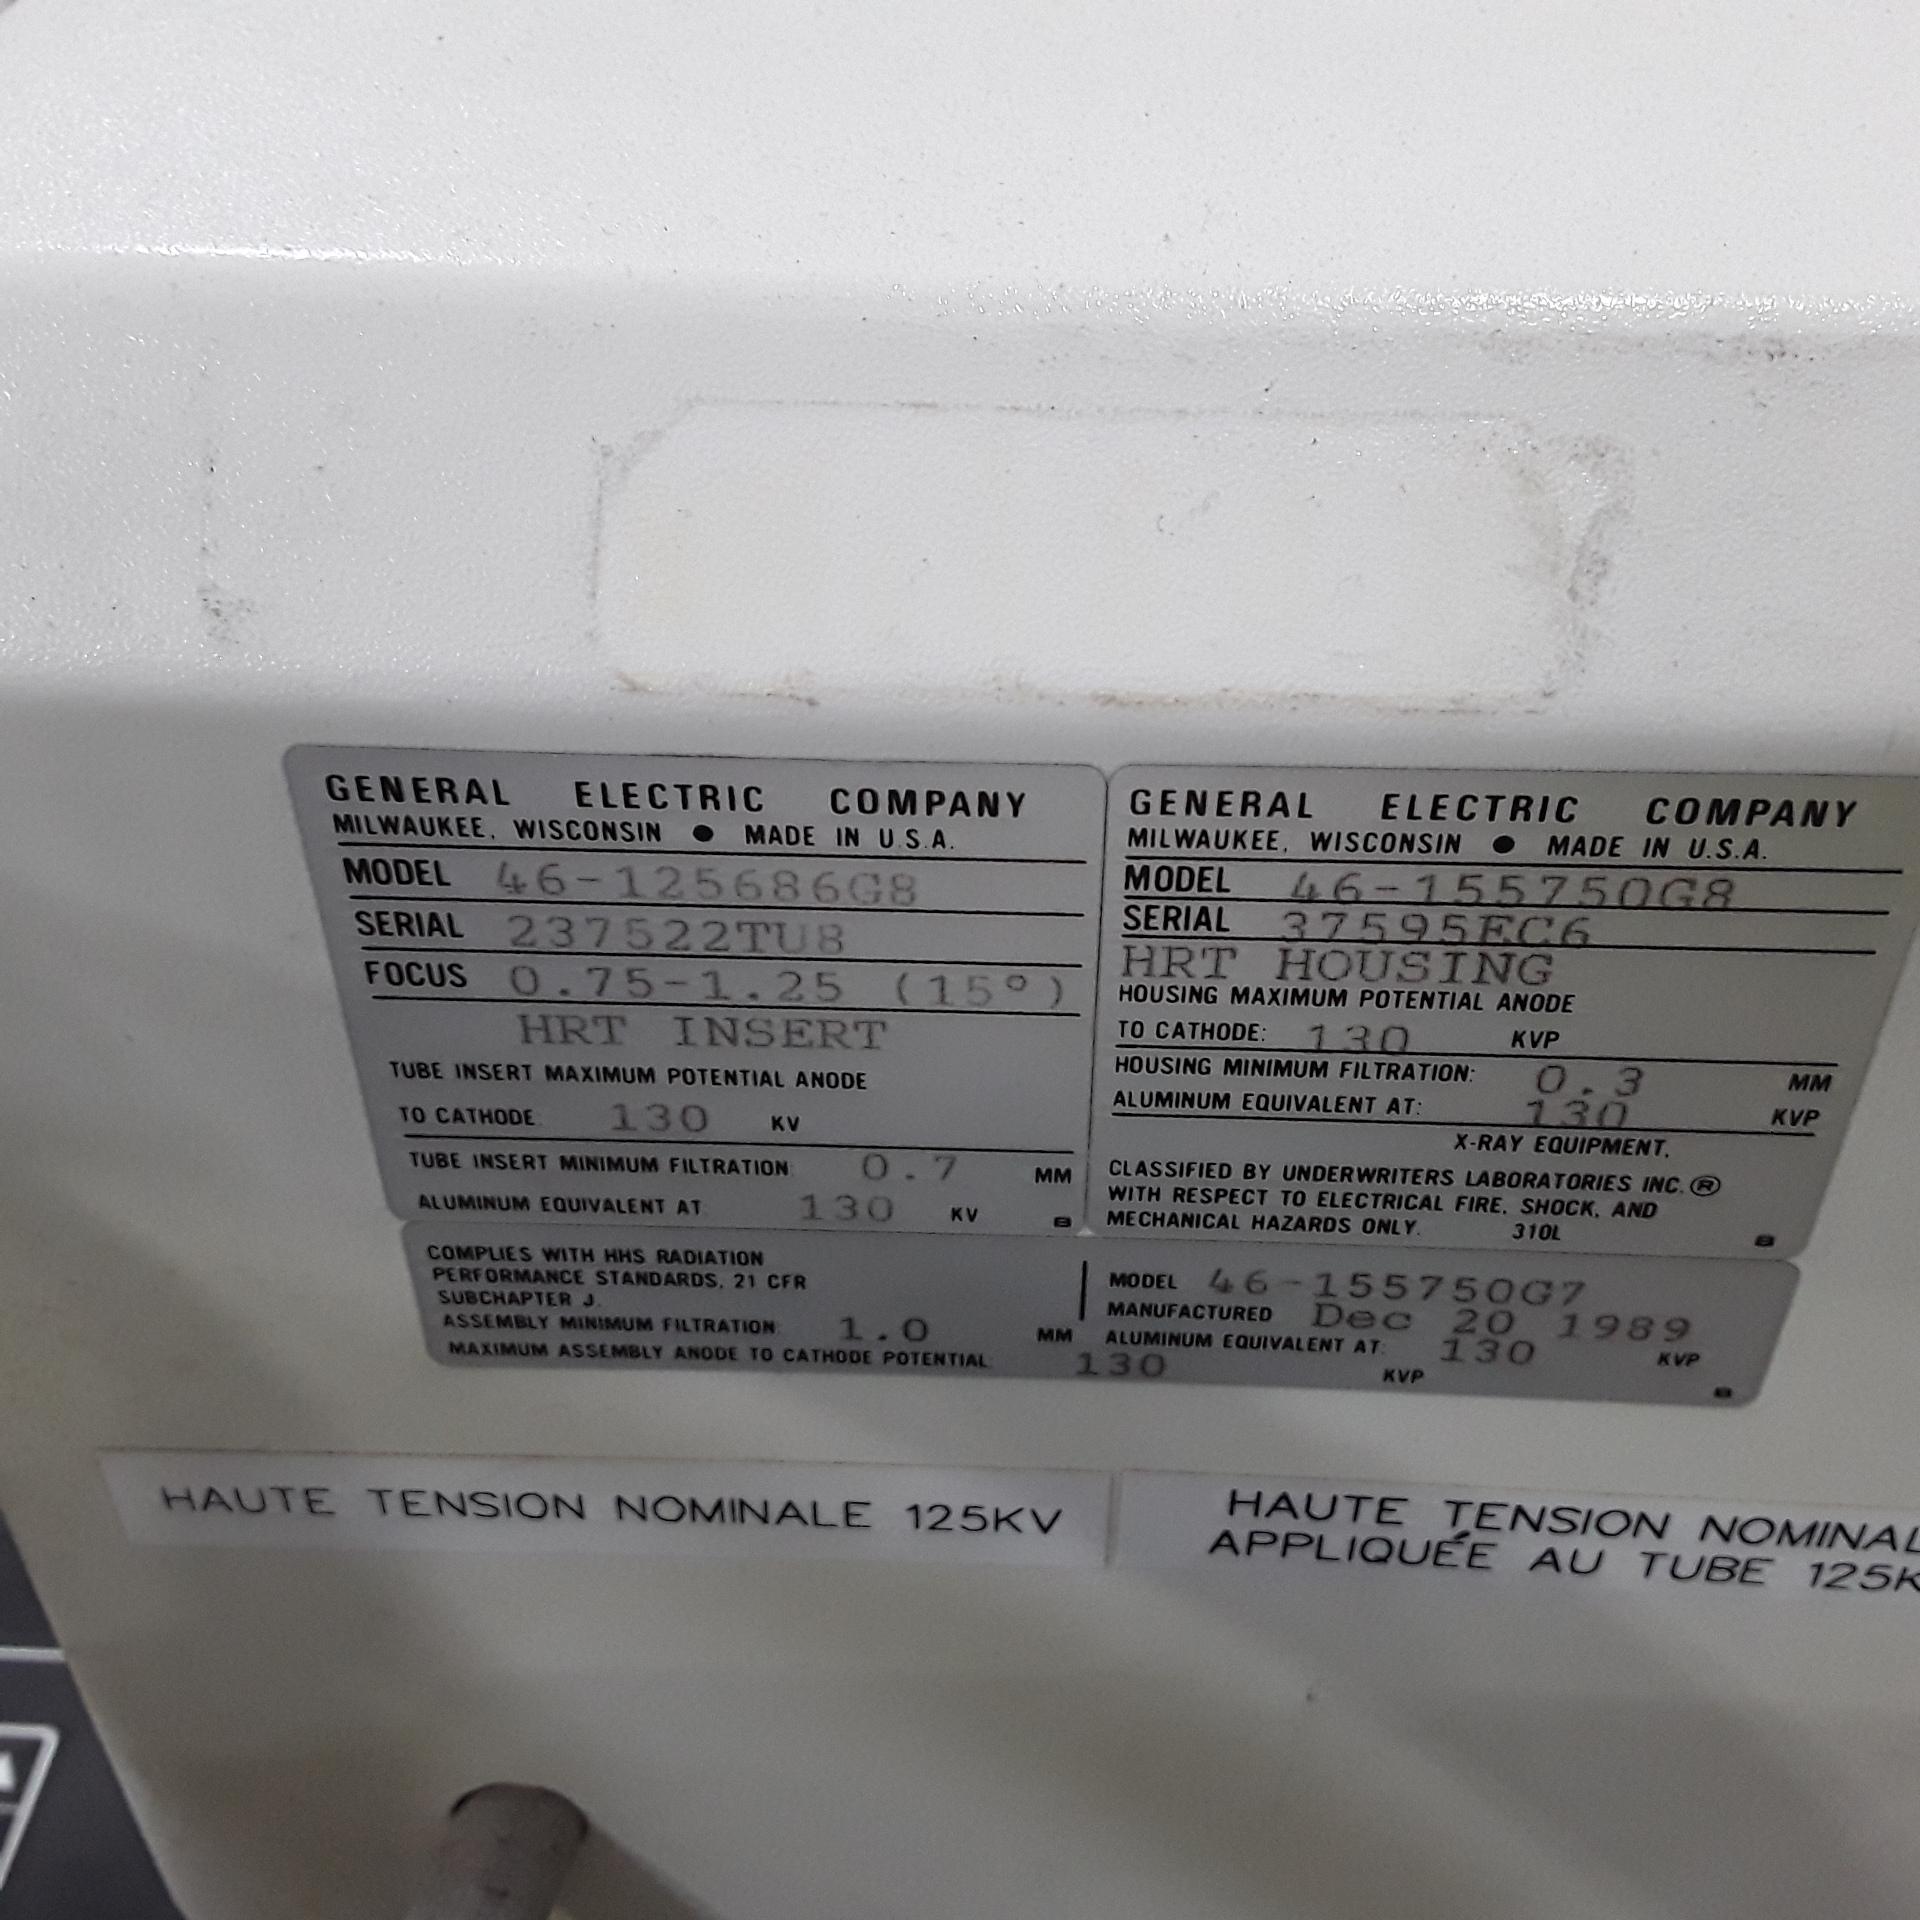 GENERAL ELECTRIC COMPANY
MILWAUKEE, WISCONSIN ● MADE IN U.S.A.
MODEL 46-125686G8
SERIAL 237522TU8
FOCUS 0.75-1.25 (15°)
HRT INSERT
TUBE INSERT MAXIMUM POTENTIAL ANODE
TO CATHODE: 130 KV
TUBE INSERT MINIMUM FILTRATION: 0.7 MM
ALUMINUM EQUIVALENT AT 130 KV
GENERAL ELECTRIC COMPANY
MILWAUKEE, WISCONSIN ● MADE IN U.S.A.
MODEL 46-155750G8
SERIAL 37595EC6
HRT HOUSING
HOUSING MAXIMUM POTENTIAL ANODE
TO CATHODE: 130 KVP
HOUSING MINIMUM FILTRATION: 0.3 MM
ALUMINUM EQUIVALENT AT: 130 KVP
X-RAY EQUIPMENT.
CLASSIFIED BY UNDERWRITERS LABORATORIES INC.®
WITH RESPECT TO ELECTRICAL FIRE, SHOCK, AND
MECHANICAL HAZARDS ONLY. 310L
COMPLIES WITH HHS RADIATION
PERFORMANCE STANDARDS, 21 CFR
SUBCHAPTER J.
MODEL 46-155750G7
MANUFACTURED Dec 20 1989
ASSEMBLY MINIMUM FILTRATION: 1.0 MM ALUMINUM EQUIVALENT AT: 130 KVP
MAXIMUM ASSEMBLY ANODE TO CATHODE POTENTIAL: 130 KVP
HAUTE TENSION NOMINALE 125KV
HAUTE TENSION NOMINAL
APPLIQUÉE AU TUBE 125K